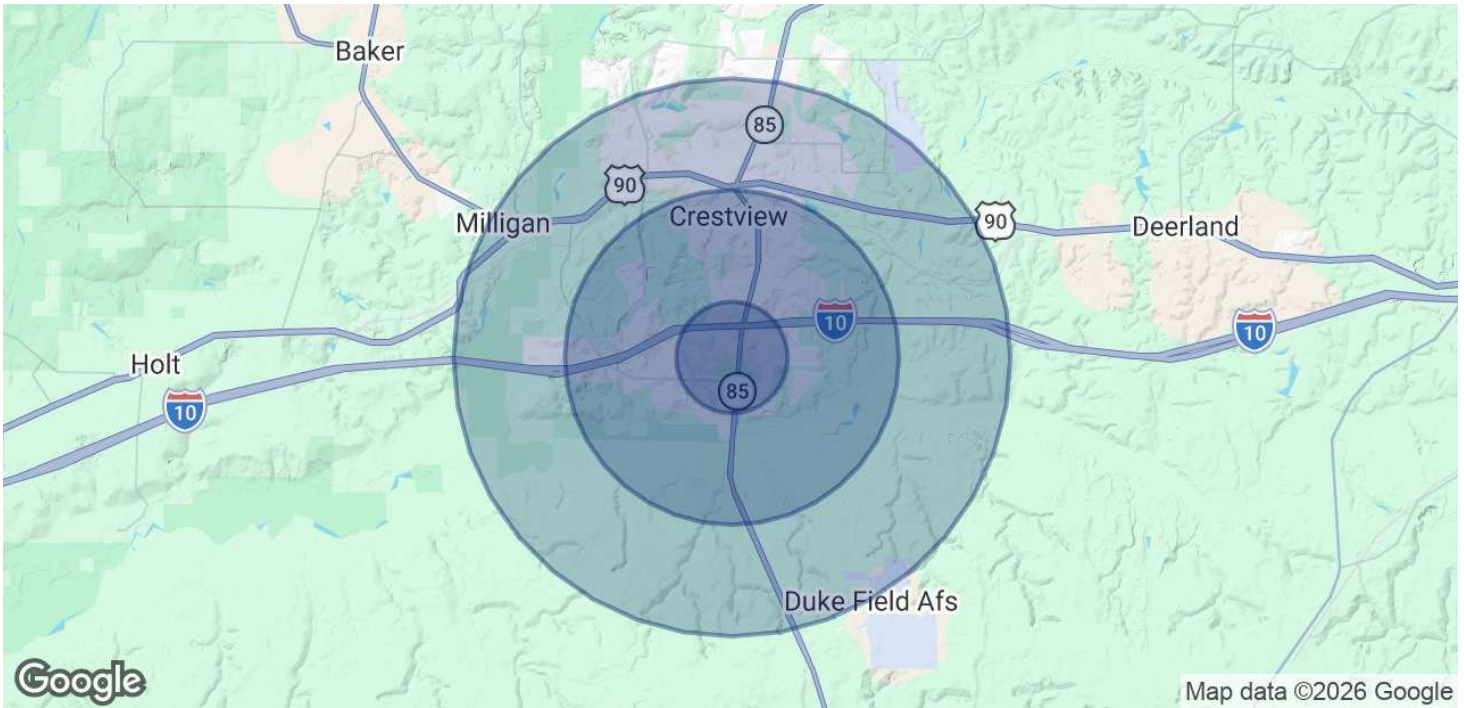 Baker
85
90
Milligan
Crestview
90
Deerland
10
10
Holt
10
85
Duke Field Afs
Google
Map data ©2026 Google